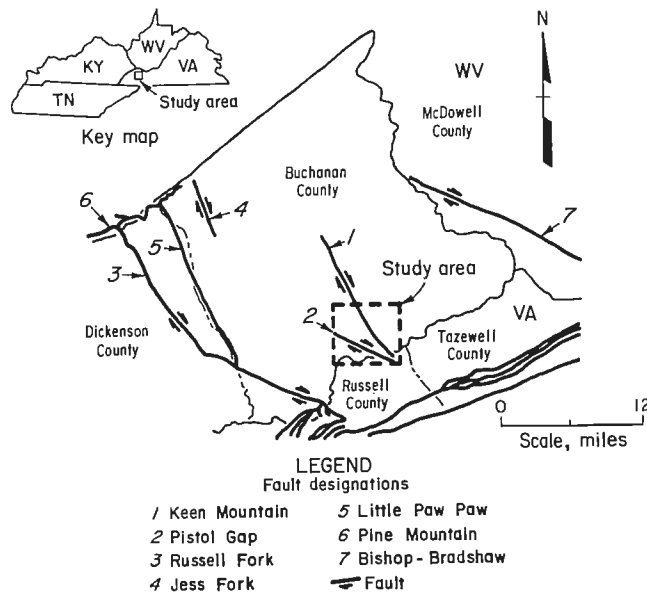 KY
WV
VA
TN
Study area
Key map
N
WV
McDowell
County
Buchanan
County
6
4
7
1
5
3
Study area
2
VA
Dickenson
County
Tazewell
County
Russell
County
0
12
Scale, miles
LEGEND
Fault designations
1 Keen Mountain
2 Pistol Gap
3 Russell Fork
4 Jess Fork
5 Little Paw Paw
6 Pine Mountain
7 Bishop-Bradshaw
Fault